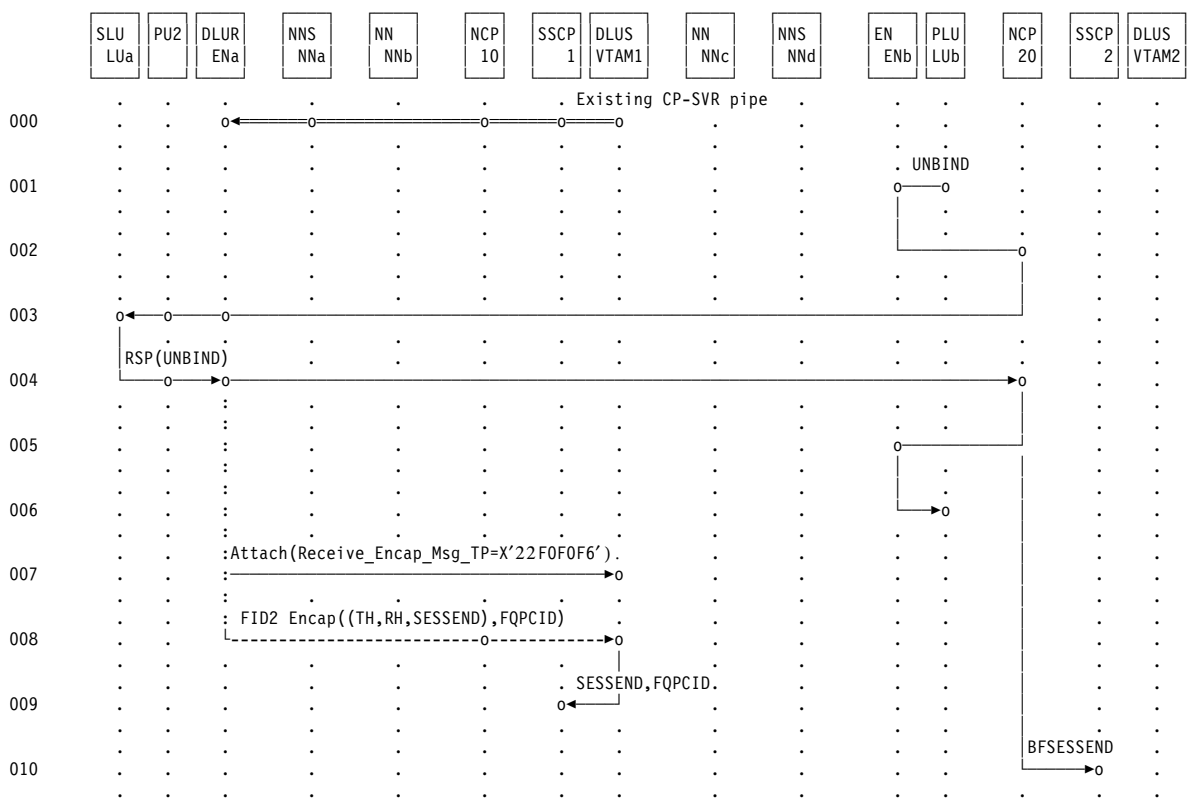 SLU PU2 DLUR NNS NN NCP SSCP DLUS NN NNS EN PLU NCP SSCP DLUS
LUa ENa NNa NNb 10 1 VTAM1 NNc NNd ENb LUb 20 2 VTAM2
Existing CP-SVR pipe
000
UNBIND
001
002
003
RSP(UNBIND)
004
005
006
Attach(Receive_Encap_Msg_TP=X'22F0F0F6').
007
FID2 Encap((TH,RH,SESSEND),FQPCID)
008
SESSEND,FQPCID.
009
BFSESSEND
010